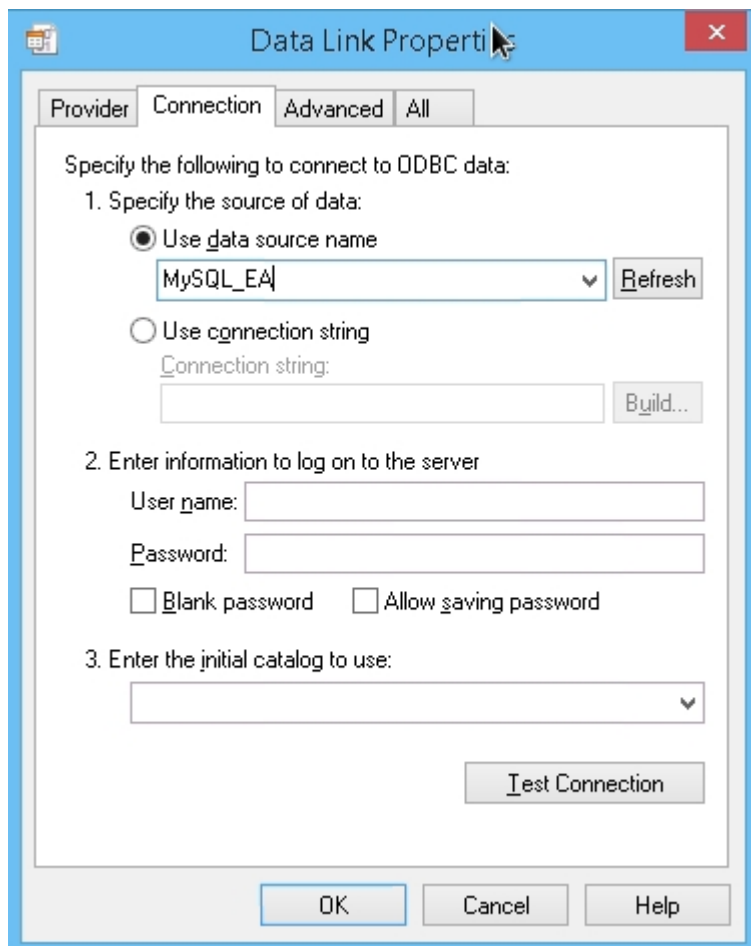 Data Link Properties
Provider Connection Advanced All
Specify the following to connect to ODBC data:
1. Specify the source of data:
Use data source name
MySQL_EA Refresh
Use connection string
Connection string:
Build...
2. Enter information to log on to the server
User name:
Password:
Blank password Allow saving password
3. Enter the initial catalog to use:
Test Connection
OK Cancel Help